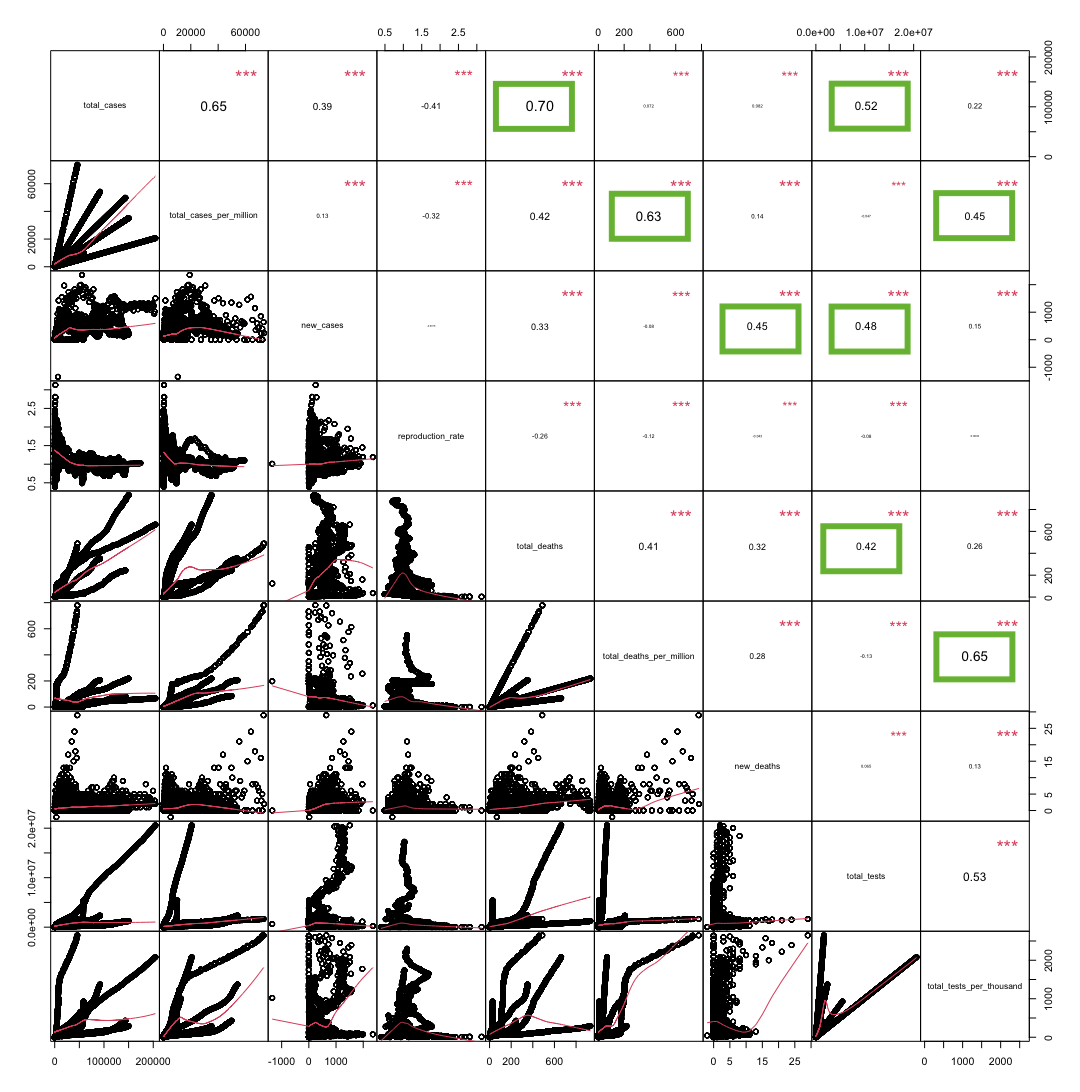 0 20000 60000 0.5 1.5 2.5 0 200 600 0.0e+00 1.0e+07 2.0e+07
*** *** *** *** *** *** *** ***
total_cases 0.65 0.39 -0.41 0.70 0.52 0.22
0 100000 200000
*** *** *** *** *** *** ***
0 20000 60000
total_cases_per_million 0.13 -0.32 0.42 0.63 0.14 0.45
*** *** *** *** *** ***
new_cases 0.33 -0.08 0.45 0.48 0.15
-1000 0 1000
*** *** *** ***
0.5 1.5 2.5
reproduction_rate -0.26 -0.12 -0.08
*** *** *** ***
total_deaths 0.41 0.32 0.42 0.26
0 200 600
*** *** ***
0 200 600
total_deaths_per_million 0.28 -0.13 0.65
*** ***
new_deaths 0.13
0 5 15 25
***
0.0e+00 1.0e+07 2.0e+07
total_tests 0.53
total_tests_per_thousand
0 1000 2000
0 100000 200000 -1000 0 1000 0 200 600 0 5 15 25 0 1000 2000